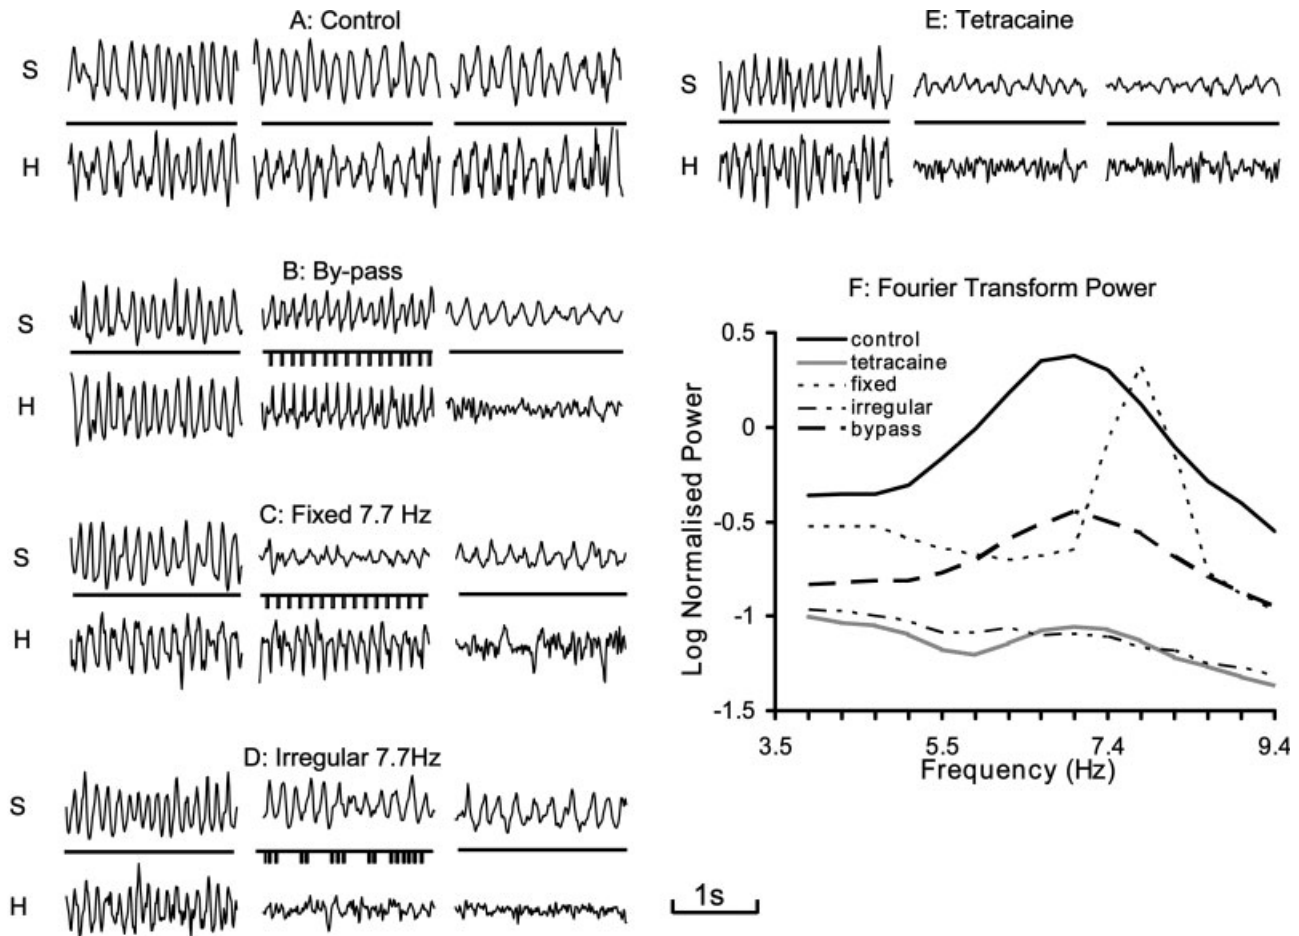 A: Control
S
H
E: Tetracaine
S
H
B: By-pass
S
H
C: Fixed 7.7 Hz
S
H
D: Irregular 7.7Hz
S
H
1s
F: Fourier Transform Power
control
tetracaine
fixed
irregular
bypass
Log Normalised Power
0.5
0
-0.5
-1
-1.5
3.5 5.5 7.4 9.4
Frequency (Hz)